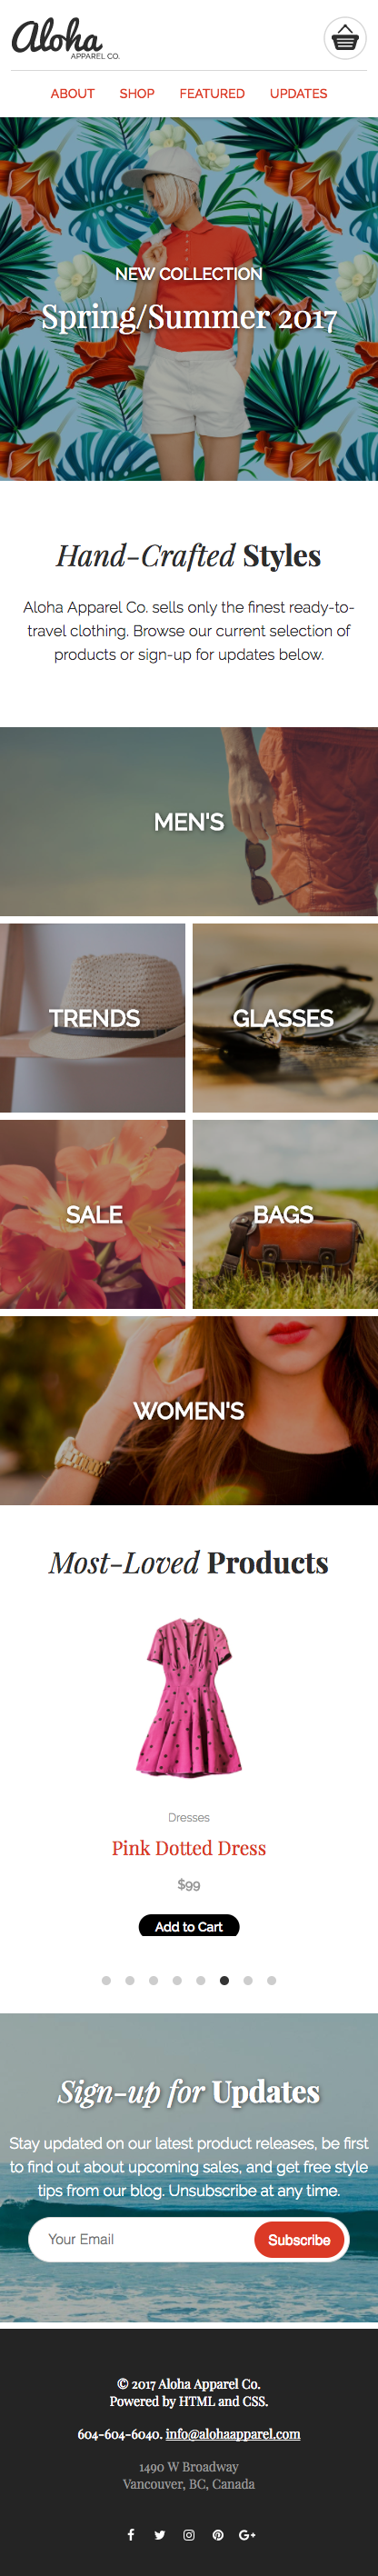 Aloha
APPAREL CO.
ABOUT SHOP FEATURED UPDATES
NEW COLLECTION
Spring/Summer 2017
Hand-Crafted Styles
Aloha Apparel Co. sells only the finest ready-to-
travel clothing. Browse our current selection of
products or sign-up for updates below.
MEN'S
TRENDS GLASSES
SALE BAGS
WOMEN'S
Most-Loved Products
Dresses
Pink Dotted Dress
$99
Add to Cart
Sign-up for Updates
Stay updated on our latest product releases, be first
to find out about upcoming sales, and get free style
tips from our blog. Unsubscribe at any time.
Your Email Subscribe
© 2017 Aloha Apparel Co.
Powered by HTML and CSS.
604-604-6040. info@alohaapparel.com
1490 W Broadway
Vancouver, BC, Canada